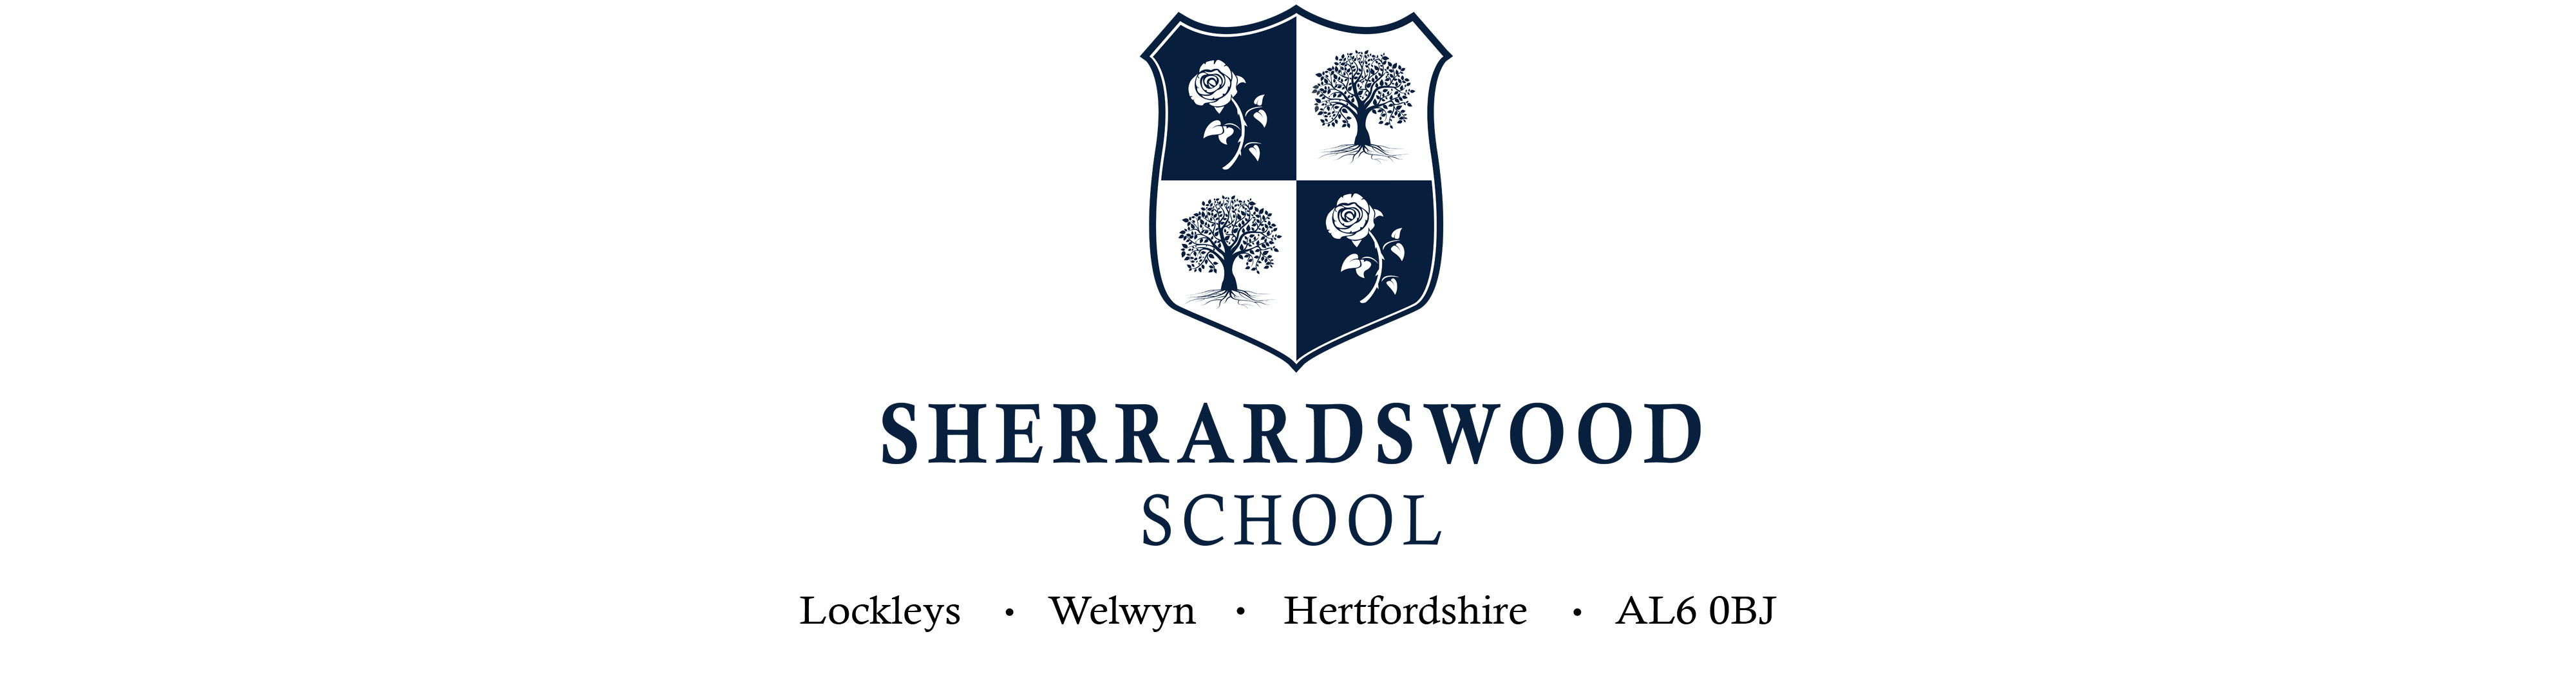 SHERRARDSWOOD
SCHOOL
Lockleys • Welwyn • Hertfordshire • AL6 0BJ